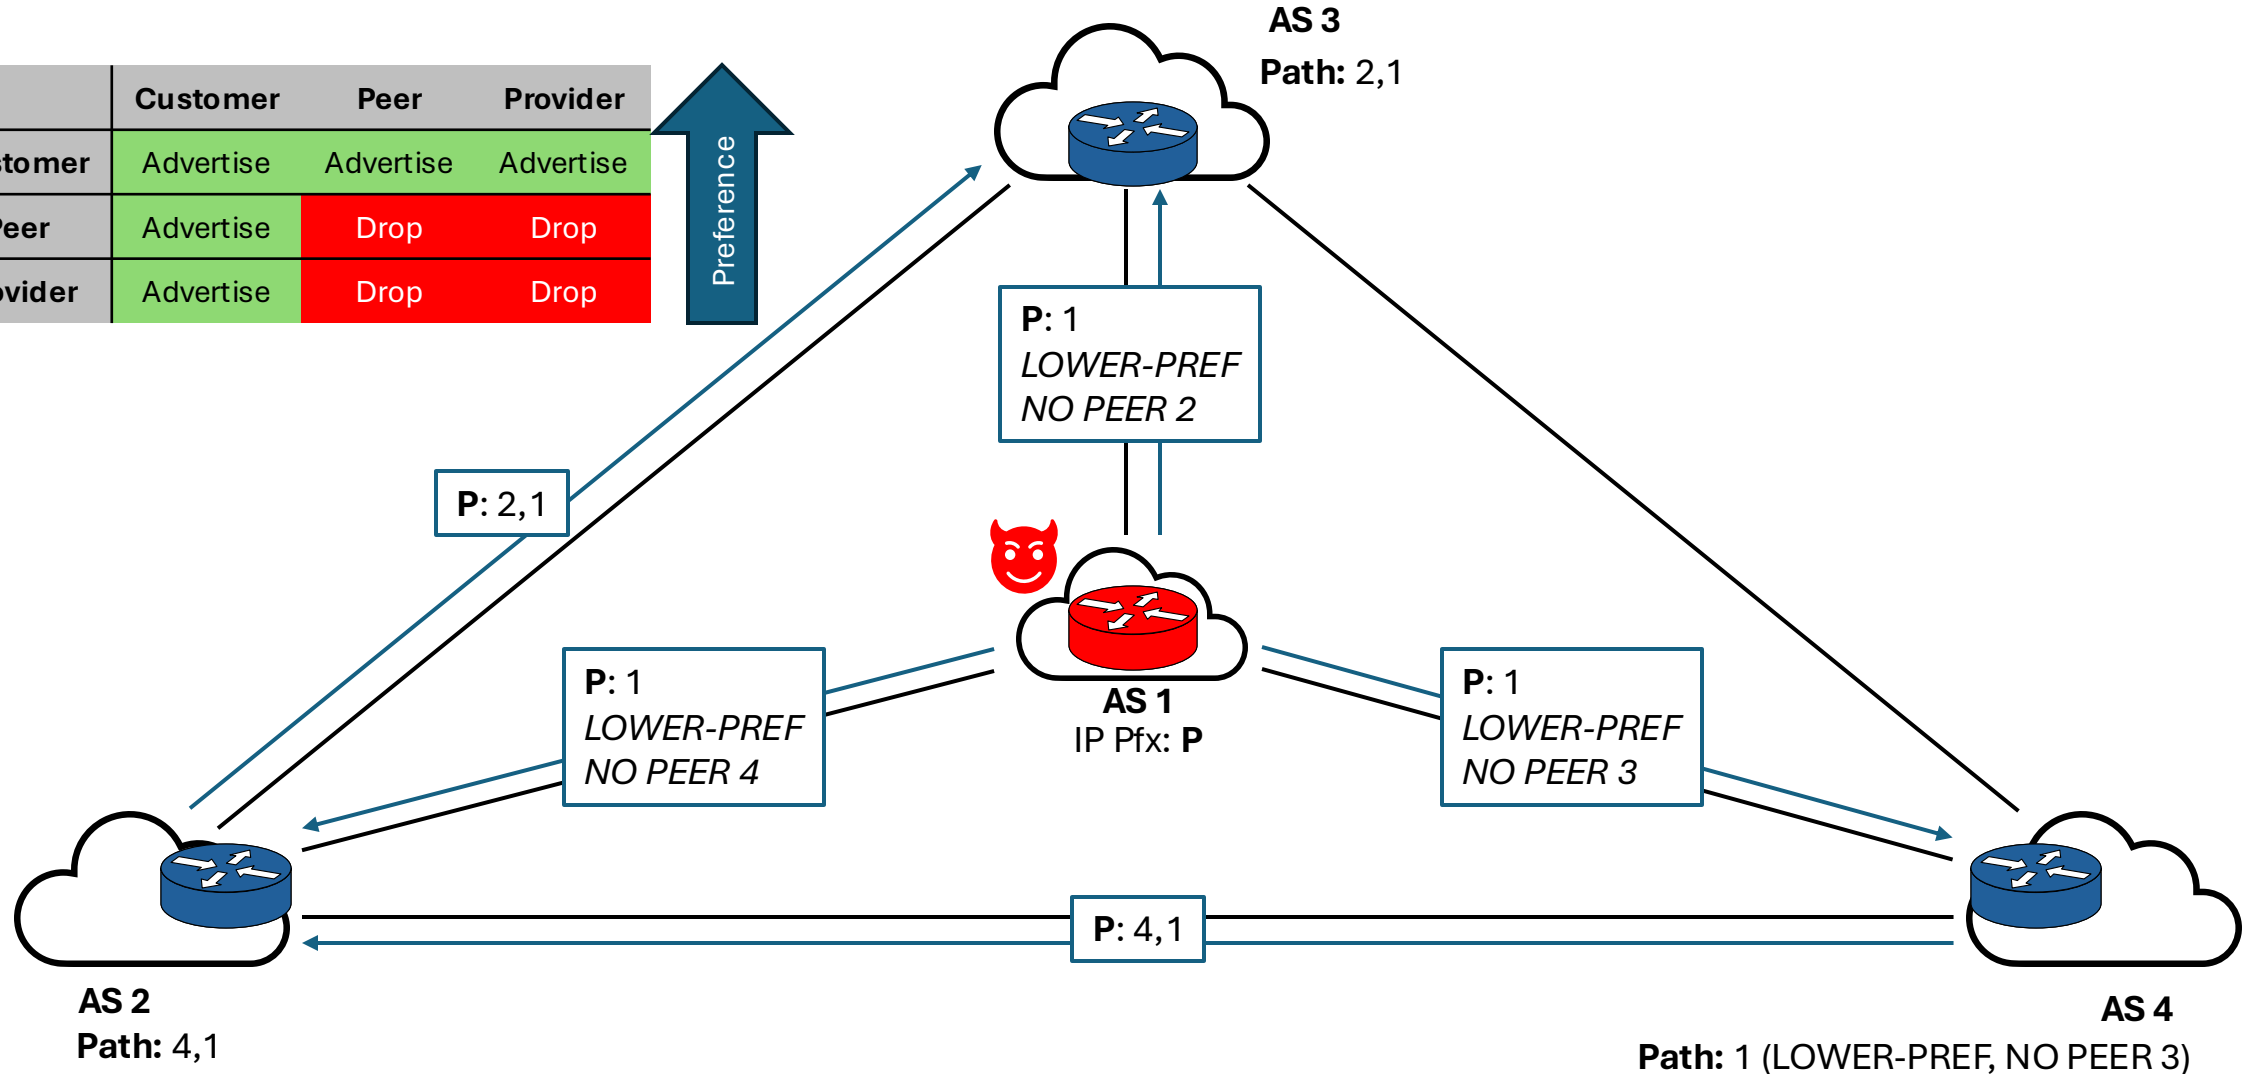 AS 3
Path: 2,1
Customer Peer Provider
stomer Advertise Advertise Advertise
Peer Advertise Drop Drop
ovider Advertise Drop Drop
Preference
P: 1
LOWER-PREF
NO PEER 2
P: 2,1
P: 1
LOWER-PREF
NO PEER 4
AS 1
IP Pfx: P
P: 1
LOWER-PREF
NO PEER 3
P: 4,1
AS 2
Path: 4,1
AS 4
Path: 1 (LOWER-PREF, NO PEER 3)